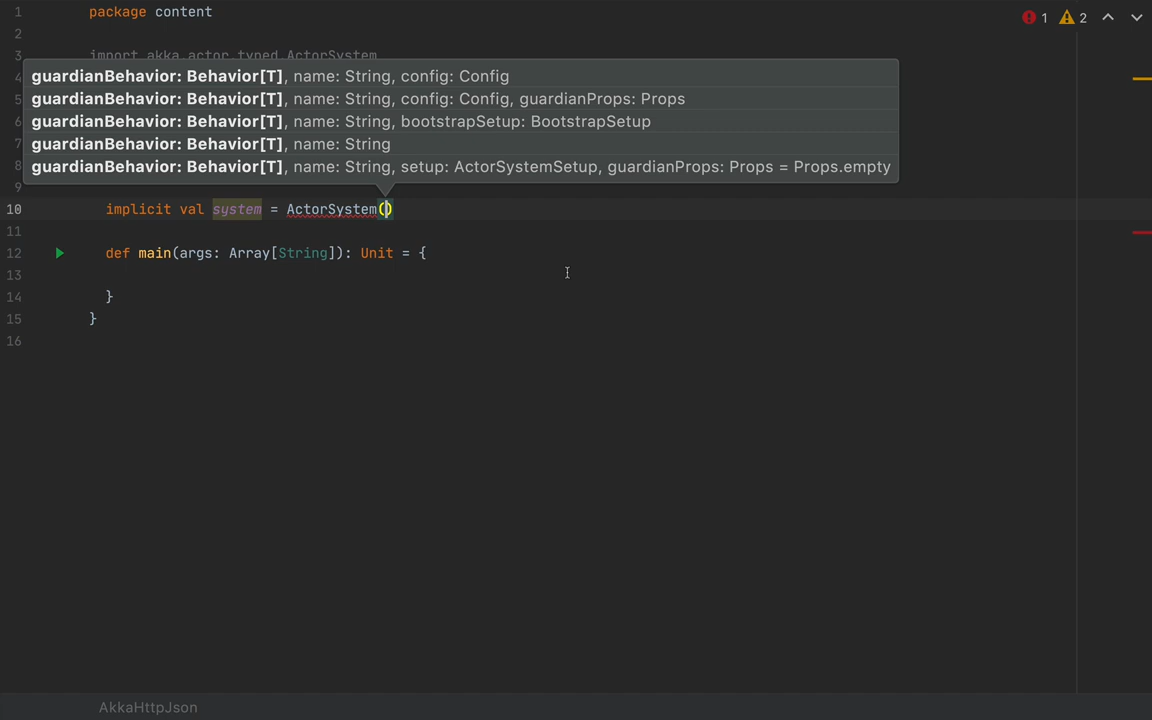 1 package content
1 2
2
3 import akka.actor.typed.ActorSystem
4 guardianBehavior: Behavior[T], name: String, config: Config
5 guardianBehavior: Behavior[T], name: String, config: Config, guardianProps: Props
6 guardianBehavior: Behavior[T], name: String, bootstrapSetup: BootstrapSetup
7 guardianBehavior: Behavior[T], name: String
8 guardianBehavior: Behavior[T], name: String, setup: ActorSystemSetup, guardianProps: Props = Props.empty
9
10 implicit val system = ActorSystem()
11
12 def main(args: Array[String]): Unit = {
13
14 }
15 }
16
AkkaHttpJson